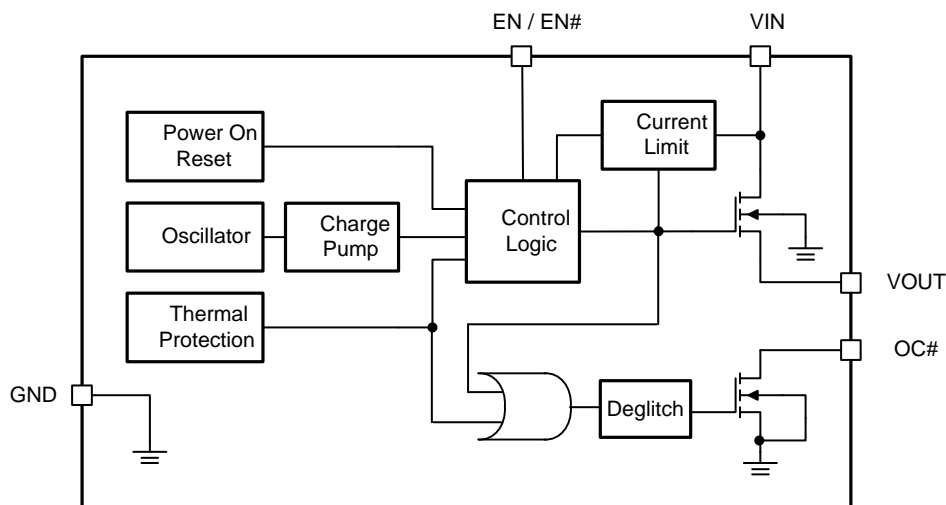 EN / EN#
VIN
Power On
Reset
Current
Limit
Oscillator
Charge
Pump
Control
Logic
Thermal
Protection
VOUT
OC#
GND
Deglitch